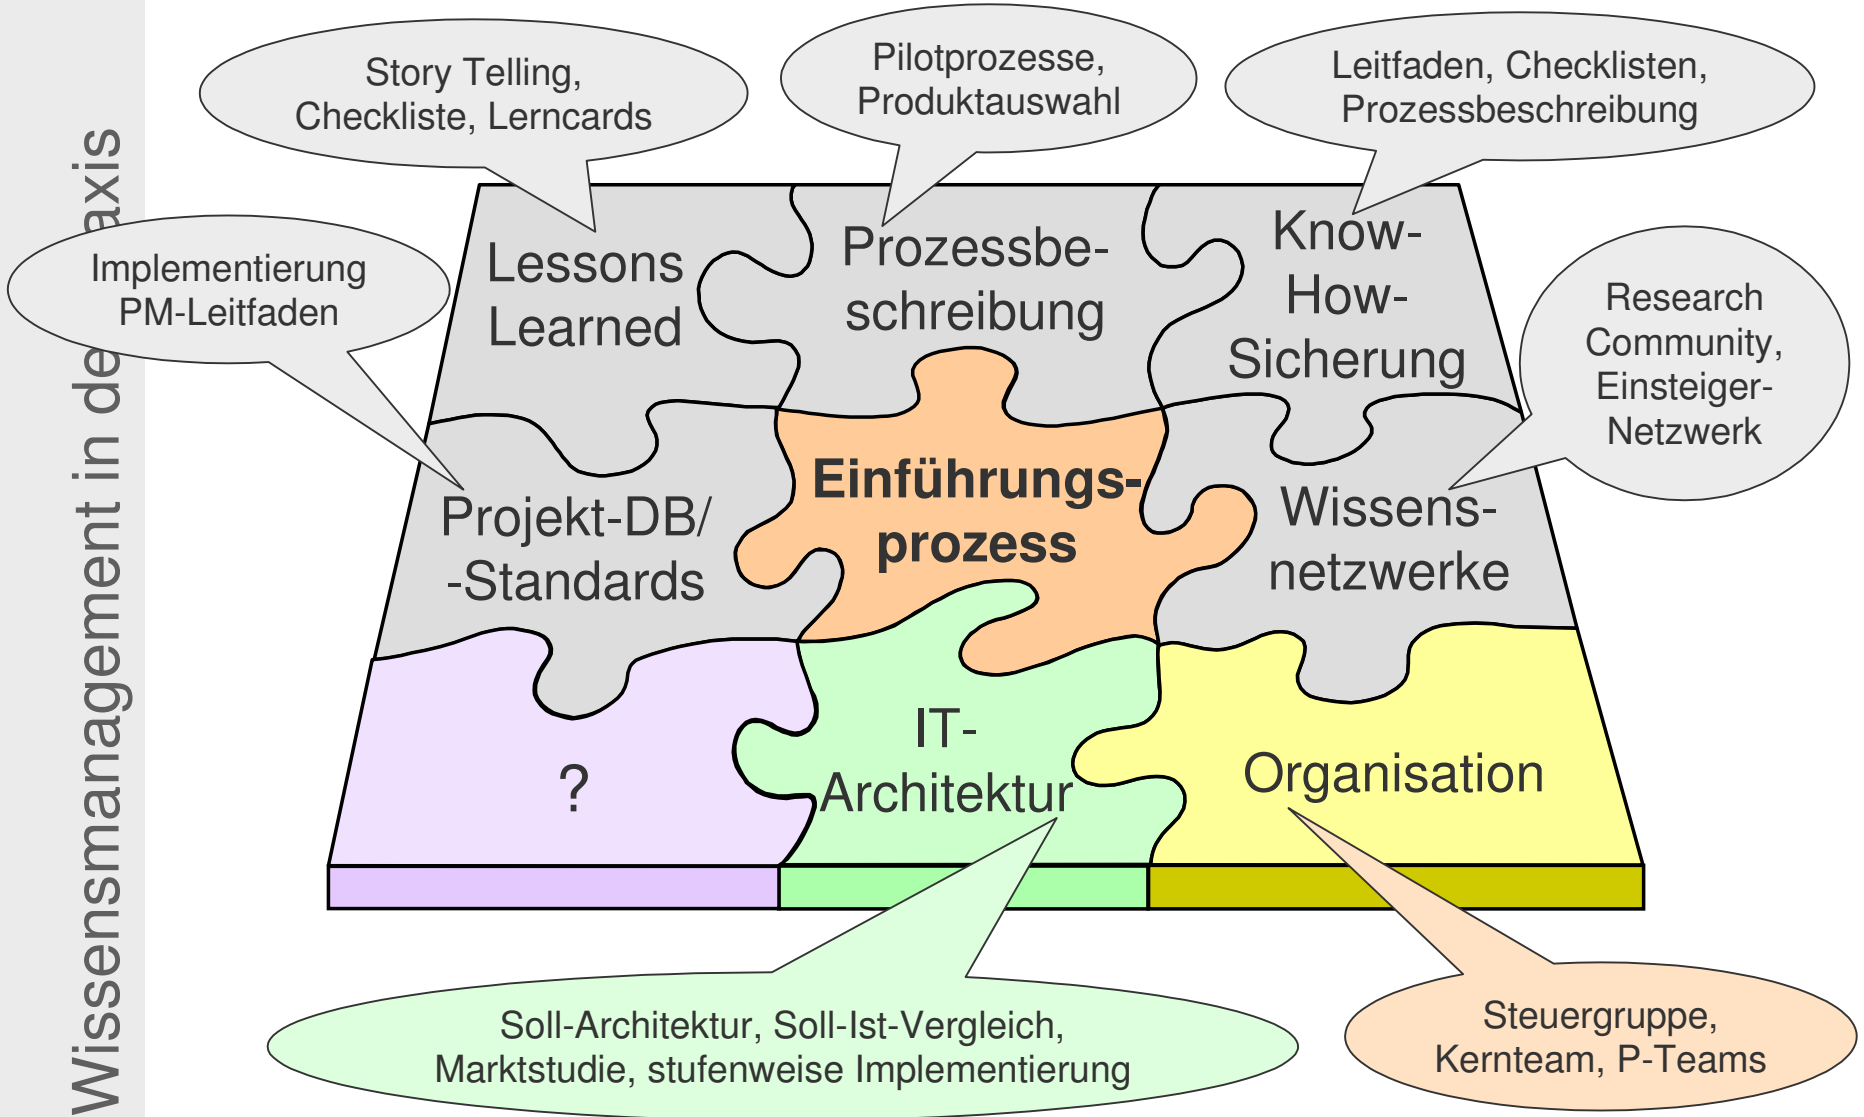 Wissensmanagement in de axis
Story Telling,
Checkliste, Lerncards
Pilotprozesse,
Produktauswahl
Leitfaden, Checklisten,
Prozessbeschreibung
Implementierung
PM-Leitfaden
Research
Community,
Einsteiger-
Netzwerk
Lessons
Learned
Prozessbe-
schreibung
Know-
How-
Sicherung
Projekt-DB/
-Standards
Einführungs-
prozess
Wissens-
netzwerke
?
IT-
Architektur
Organisation
Soll-Architektur, Soll-Ist-Vergleich,
Marktstudie, stufenweise Implementierung
Steuergruppe,
Kernteam, P-Teams